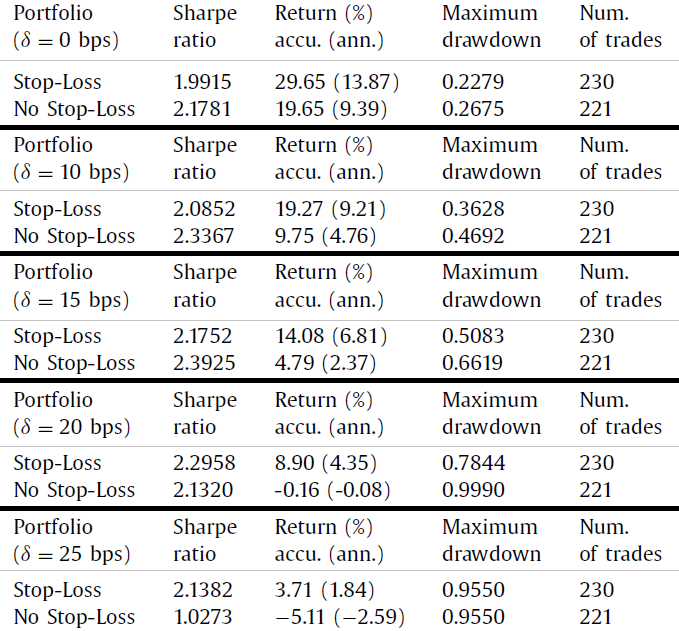 Portfolio Sharpe Return (%) Maximum Num.
(δ = 0 bps) ratio accu. (ann.) drawdown of trades
Stop-Loss 1.9915 29.65 (13.87) 0.2279 230
No Stop-Loss 2.1781 19.65 (9.39) 0.2675 221
Portfolio Sharpe Return (%) Maximum Num.
(δ = 10 bps) ratio accu. (ann.) drawdown of trades
Stop-Loss 2.0852 19.27 (9.21) 0.3628 230
No Stop-Loss 2.3367 9.75 (4.76) 0.4692 221
Portfolio Sharpe Return (%) Maximum Num.
(δ = 15 bps) ratio accu. (ann.) drawdown of trades
Stop-Loss 2.1752 14.08 (6.81) 0.5083 230
No Stop-Loss 2.3925 4.79 (2.37) 0.6619 221
Portfolio Sharpe Return (%) Maximum Num.
(δ = 20 bps) ratio accu. (ann.) drawdown of trades
Stop-Loss 2.2958 8.90 (4.35) 0.7844 230
No Stop-Loss 2.1320 -0.16 (-0.08) 0.9990 221
Portfolio Sharpe Return (%) Maximum Num.
(δ = 25 bps) ratio accu. (ann.) drawdown of trades
Stop-Loss 2.1382 3.71 (1.84) 0.9550 230
No Stop-Loss 1.0273 −5.11 (−2.59) 0.9550 221